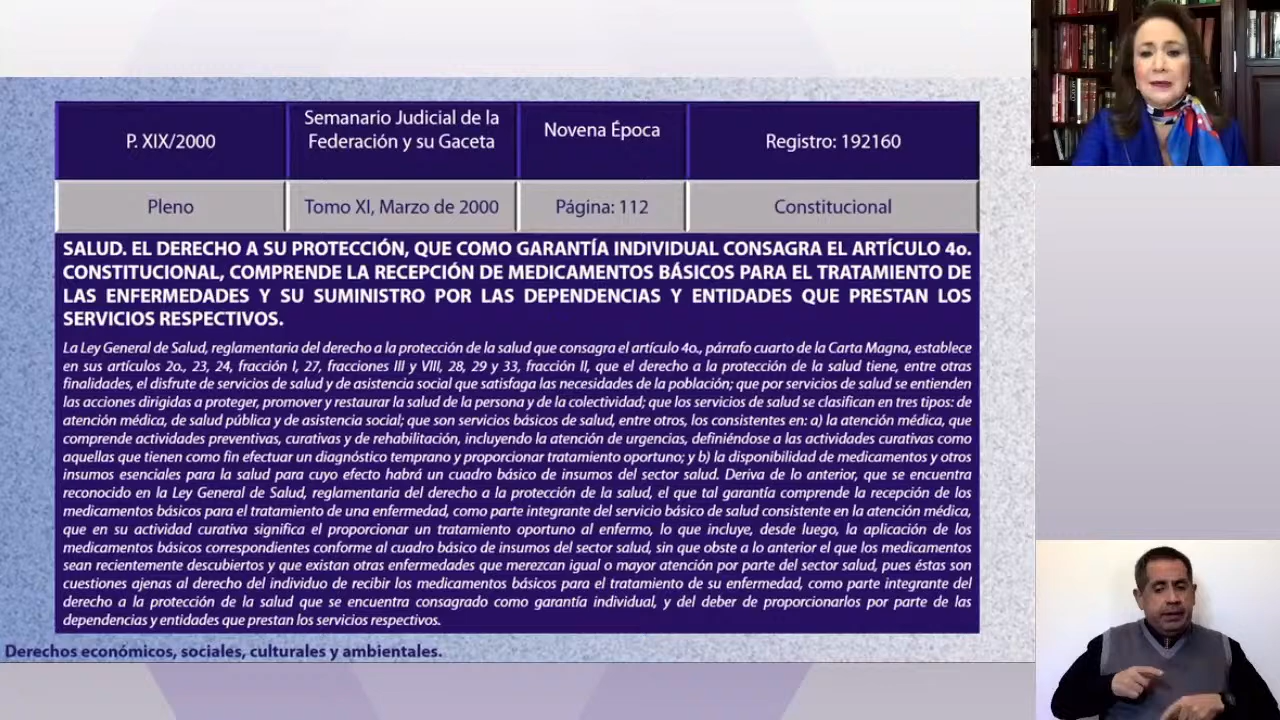 P. XIX/2000
Semanario Judicial de la
Federación y su Gaceta
Novena Época
Registro: 192160
Pleno
Tomo XI, Marzo de 2000
Página: 112
Constitucional
SALUD. EL DERECHO A SU PROTECCIÓN, QUE COMO GARANTÍA INDIVIDUAL CONSAGRA EL ARTÍCULO 4o.
CONSTITUCIONAL, COMPRENDE LA RECEPCIÓN DE MEDICAMENTOS BÁSICOS PARA EL TRATAMIENTO DE
LAS ENFERMEDADES Y SU SUMINISTRO POR LAS DEPENDENCIAS Y ENTIDADES QUE PRESTAN LOS
SERVICIOS RESPECTIVOS.
La Ley General de Salud, reglamentaria del derecho a la protección de la salud que consagra el artículo 4o., párrafo cuarto de la Carta Magna, establece
en sus artículos 2o., 23, 24, fracción I, 27, fracciones III y VIII, 28, 29 y 33, fracción II, que el derecho a la protección de la salud tiene, entre otras
finalidades, el disfrute de servicios de salud y de asistencia social que satisfaga las necesidades de la población; que por servicios de salud se entienden
las acciones dirigidas a proteger, promover y restaurar la salud de la persona y de la colectividad; que los servicios de salud se clasifican en tres tipos: de
atención médica, de salud pública y de asistencia social; que son servicios básicos de salud, entre otros, los consistentes en: a) la atención médica, que
comprende actividades preventivas, curativas y de rehabilitación, incluyendo la atención de urgencias, definiéndose a las actividades curativas como
aquellas que tienen como fin efectuar un diagnóstico temprano y proporcionar tratamiento oportuno; y b) la disponibilidad de medicamentos y otros
insumos esenciales para la salud para cuyo efecto habrá un cuadro básico de insumos del sector salud. Deriva de lo anterior, que se encuentra
reconocido en la Ley General de Salud, reglamentaria del derecho a la protección de la salud, el que tal garantía comprende la recepción de los
medicamentos básicos para el tratamiento de una enfermedad, como parte integrante del servicio básico de salud consistente en la atención médica,
que en su actividad curativa significa el proporcionar un tratamiento oportuno al enfermo, lo que incluye, desde luego, la aplicación de los
medicamentos básicos correspondientes conforme al cuadro básico de insumos del sector salud, sin que obste a lo anterior el que los medicamentos
sean recientemente descubiertos y que existan otras enfermedades que merezcan igual o mayor atención por parte del sector salud, pues éstas son
cuestiones ajenas al derecho del individuo de recibir los medicamentos básicos para el tratamiento de su enfermedad, como parte integrante del
derecho a la protección de la salud que se encuentra consagrado como garantía individual, y del deber de proporcionarlos por parte de las
dependencias y entidades que prestan los servicios respectivos.
Derechos económicos, sociales, culturales y ambientales.